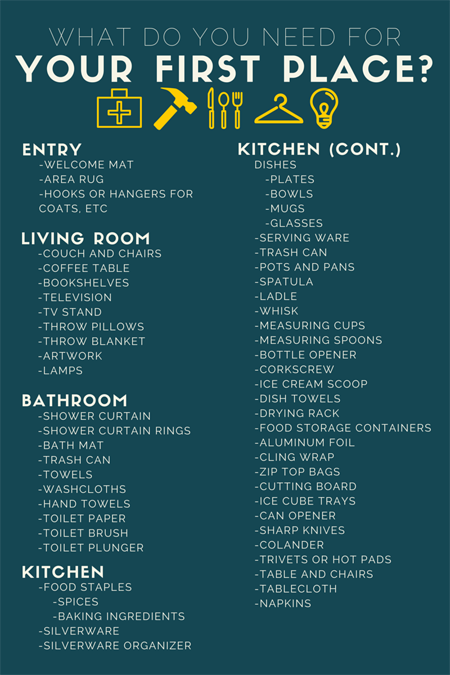 WHAT DO YOU NEED FOR
YOUR FIRST PLACE?
ENTRY
-WELCOME MAT
-AREA RUG
-HOOKS OR HANGERS FOR
COATS, ETC
LIVING ROOM
-COUCH AND CHAIRS
-COFFEE TABLE
-BOOKSHELVES
-TELEVISION
-TV STAND
-THROW PILLOWS
-THROW BLANKET
-ARTWORK
-LAMPS
BATHROOM
-SHOWER CURTAIN
-SHOWER CURTAIN RINGS
-BATH MAT
-TRASH CAN
-TOWELS
-WASHCLOTHS
-HAND TOWELS
-TOILET PAPER
-TOILET BRUSH
-TOILET PLUNGER
KITCHEN
-FOOD STAPLES
-SPICES
-BAKING INGREDIENTS
-SILVERWARE
-SILVERWARE ORGANIZER
KITCHEN (CONT.)
DISHES
-PLATES
-BOWLS
-MUGS
-GLASSES
-SERVING WARE
-TRASH CAN
-POTS AND PANS
-SPATULA
-LADLE
-WHISK
-MEASURING CUPS
-MEASURING SPOONS
-BOTTLE OPENER
-CORKSCREW
-ICE CREAM SCOOP
-DISH TOWELS
-DRYING RACK
-FOOD STORAGE CONTAINERS
-ALUMINUM FOIL
-CLING WRAP
-ZIP TOP BAGS
-CUTTING BOARD
-ICE CUBE TRAYS
-CAN OPENER
-SHARP KNIVES
-COLANDER
-TRIVETS OR HOT PADS
-TABLE AND CHAIRS
-TABLECLOTH
-NAPKINS